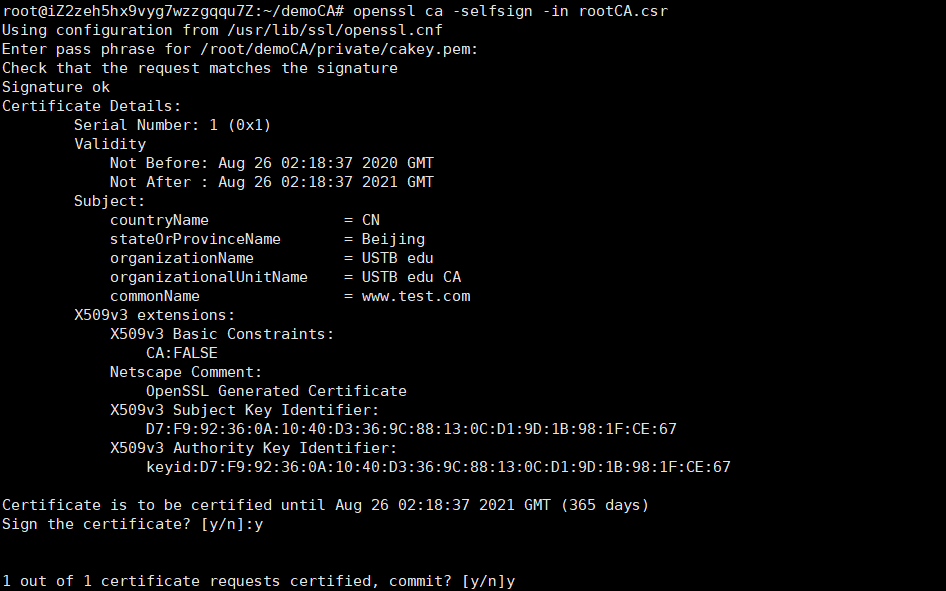 root@iZ2zeh5hx9vyg7wzzgqqu7Z:~/demoCA# openssl ca -selfsign -in rootCA.csr
Using configuration from /usr/lib/ssl/openssl.cnf
Enter pass phrase for /root/demoCA/private/cakey.pem:
Check that the request matches the signature
Signature ok
Certificate Details:
        Serial Number: 1 (0x1)
        Validity
            Not Before: Aug 26 02:18:37 2020 GMT
            Not After : Aug 26 02:18:37 2021 GMT
        Subject:
            countryName               = CN
            stateOrProvinceName       = Beijing
            organizationName          = USTB edu
            organizationalUnitName    = USTB edu CA
            commonName                = www.test.com
        X509v3 extensions:
            X509v3 Basic Constraints:
                CA:FALSE
            Netscape Comment:
                OpenSSL Generated Certificate
            X509v3 Subject Key Identifier:
                D7:F9:92:36:0A:10:40:D3:36:9C:88:13:0C:D1:9D:1B:98:1F:CE:67
            X509v3 Authority Key Identifier:
                keyid:D7:F9:92:36:0A:10:40:D3:36:9C:88:13:0C:D1:9D:1B:98:1F:CE:67
Certificate is to be certified until Aug 26 02:18:37 2021 GMT (365 days)
Sign the certificate? [y/n]:y
1 out of 1 certificate requests certified, commit? [y/n]y